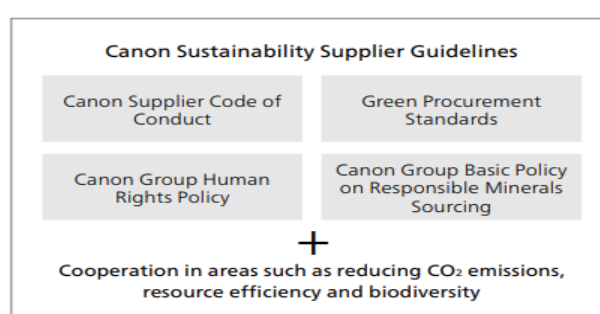 Canon Sustainability Supplier Guidelines
Canon Supplier Code of
Conduct
Green Procurement
Standards
Canon Group Human
Rights Policy
Canon Group Basic Policy
on Responsible Minerals
Sourcing
+
Cooperation in areas such as reducing CO₂ emissions,
resource efficiency and biodiversity